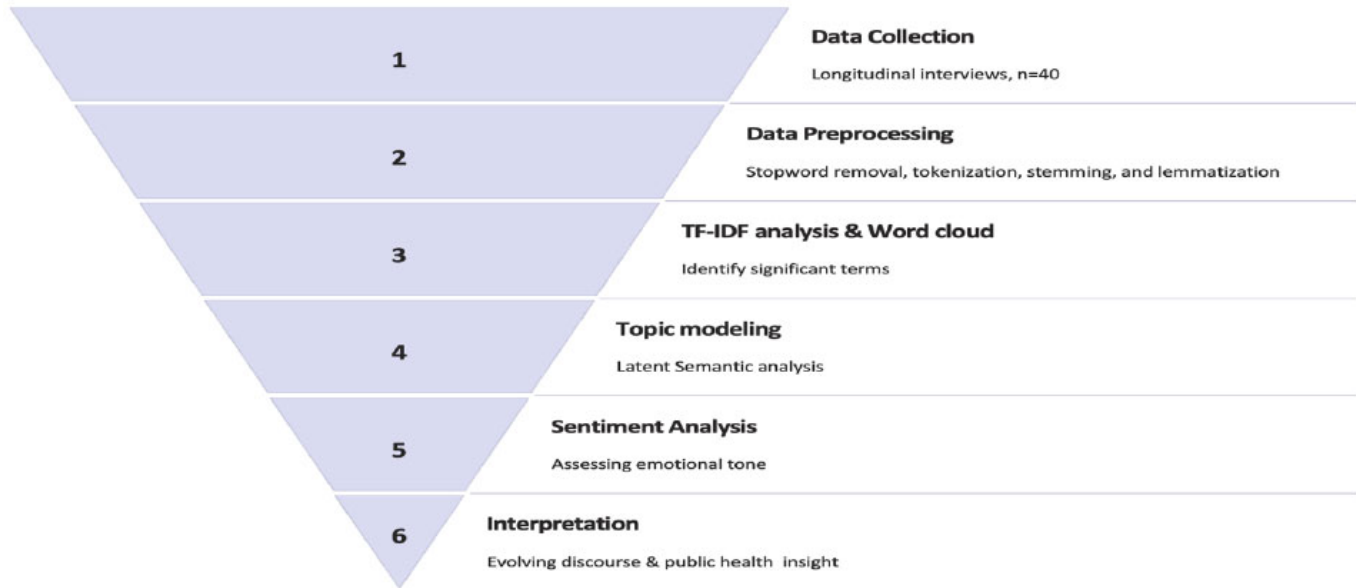 1
Data Collection
Longitudinal interviews, n=40
2
Data Preprocessing
Stopword removal, tokenization, stemming, and lemmatization
3
TF-IDF analysis & Word cloud
Identify significant terms
4
Topic modeling
Latent Semantic analysis
5
Sentiment Analysis
Assessing emotional tone
6
Interpretation
Evolving discourse & public health insight